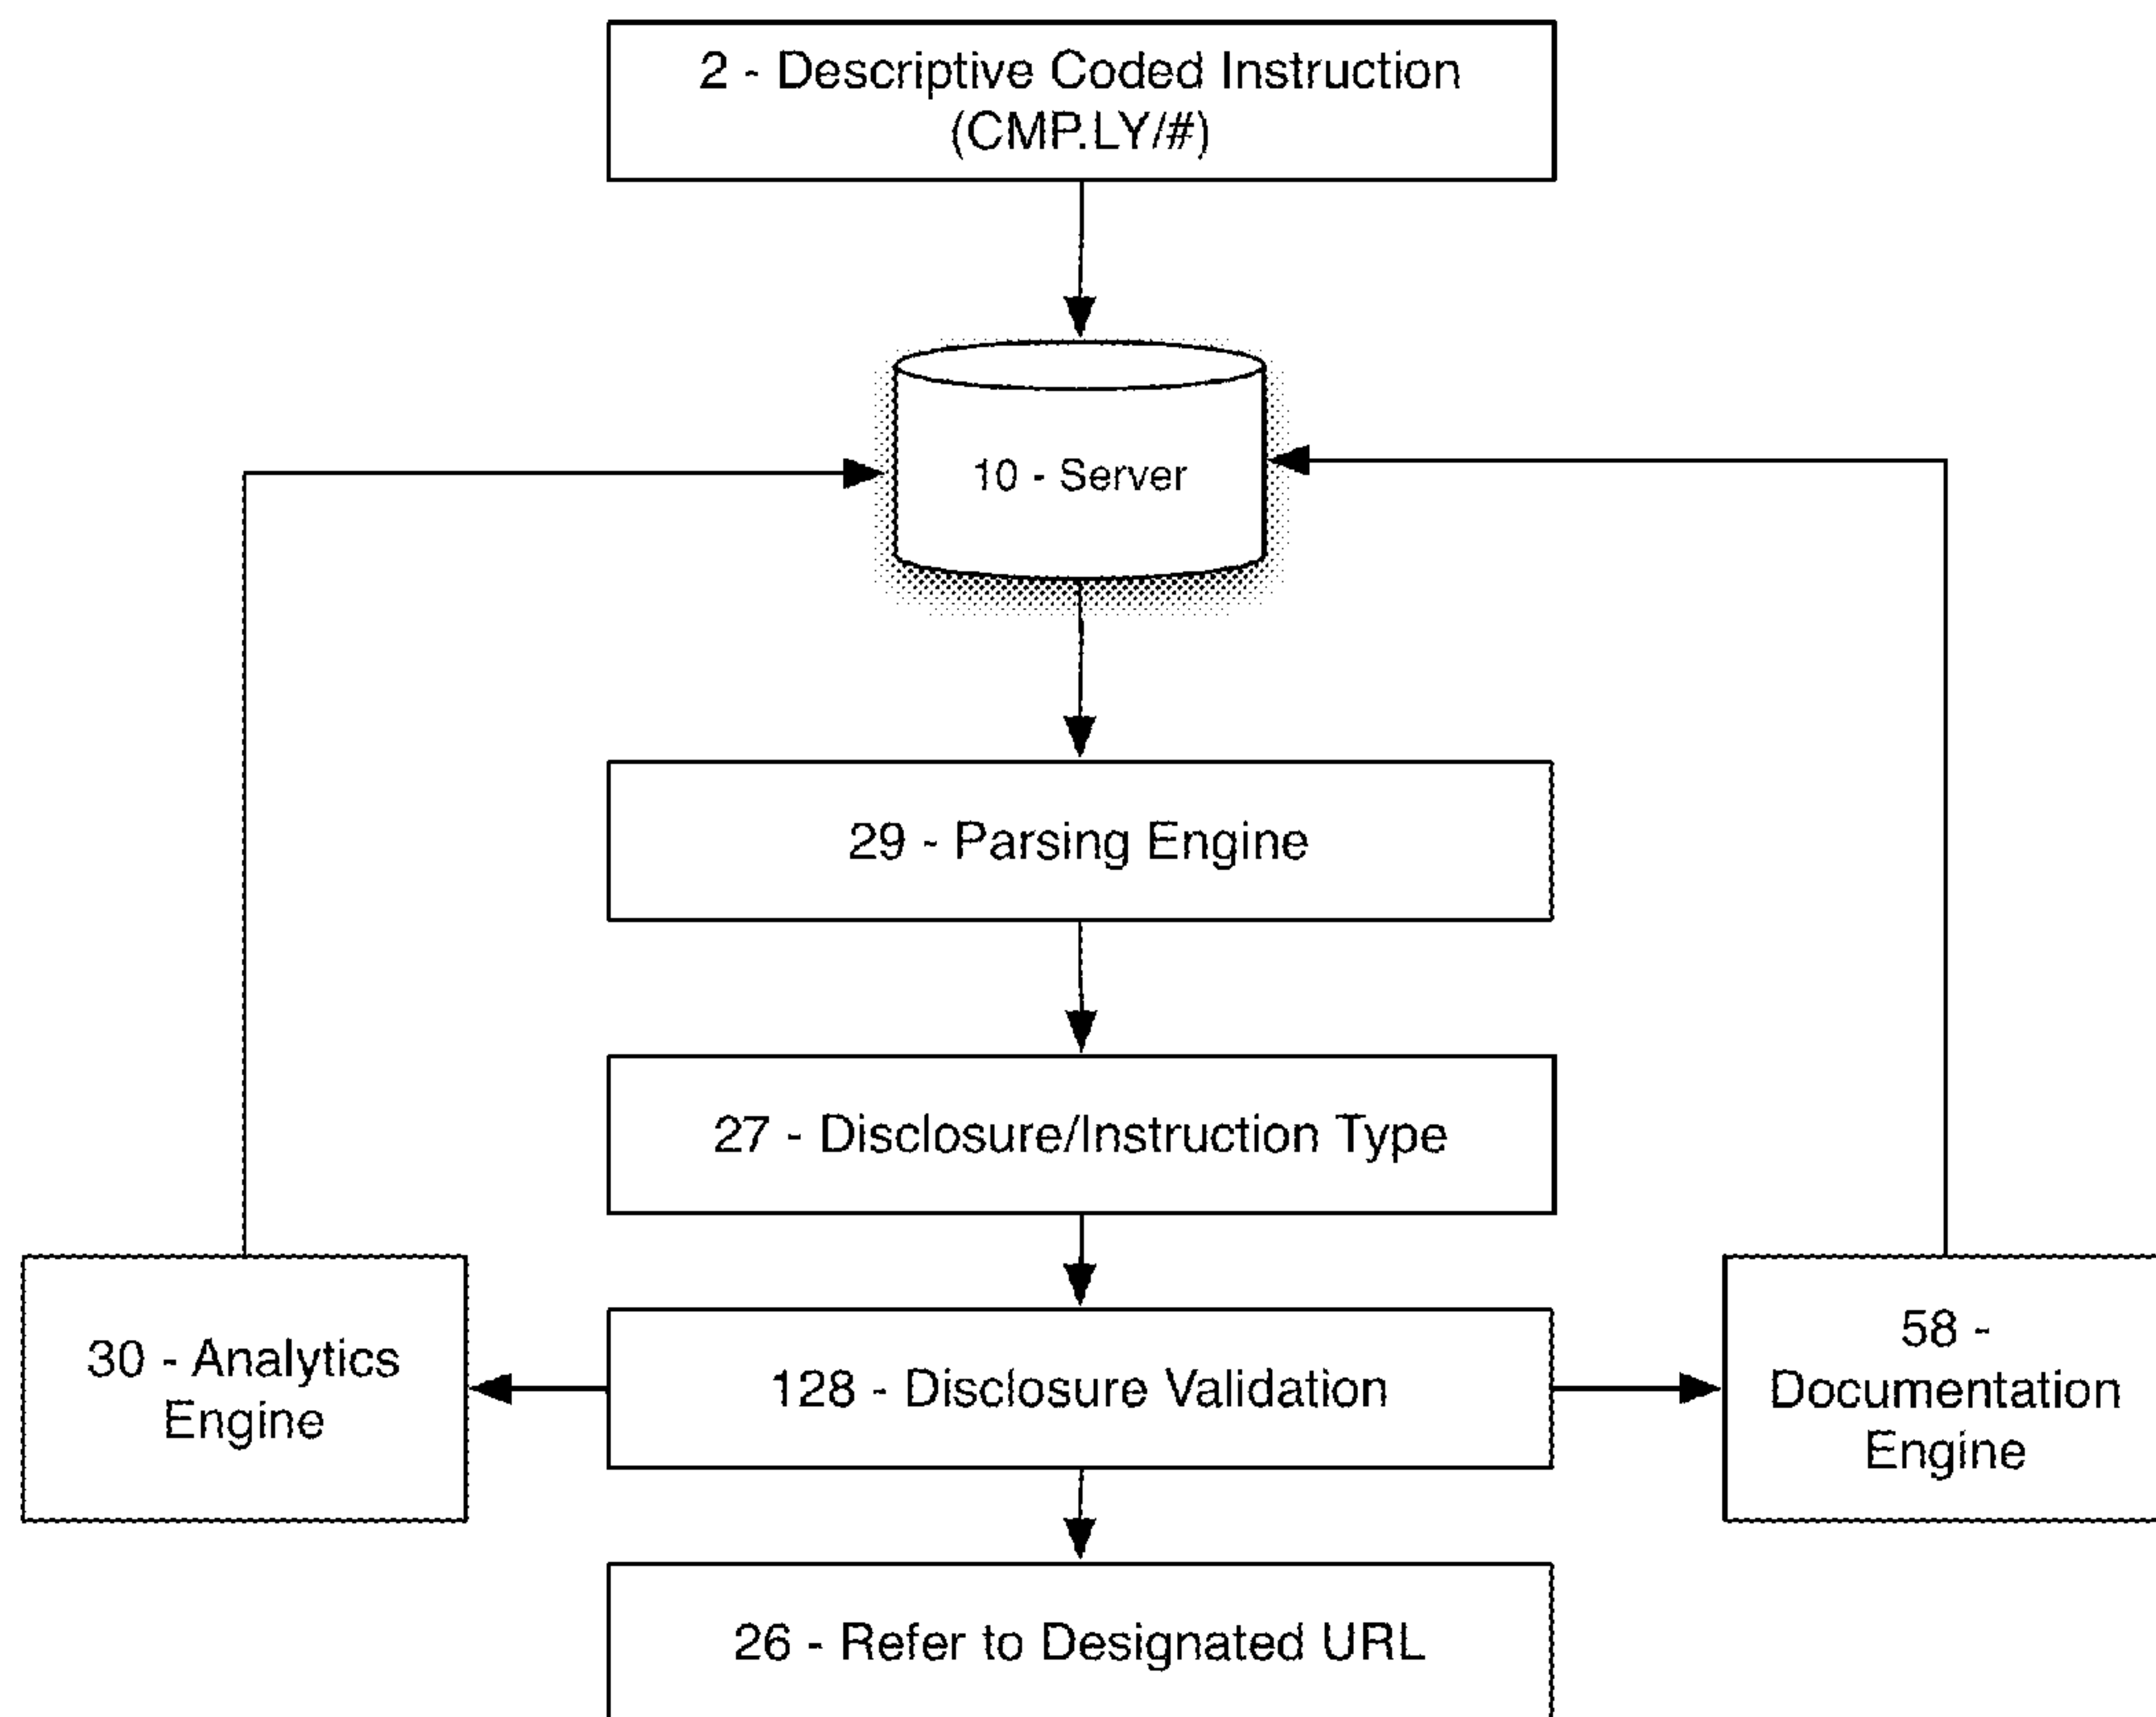 2 - Descriptive Coded Instruction
(CMP.LY/#)
10 - Server
29 - Parsing Engine
27 - Disclosure/Instruction Type
30 - Analytics
Engine
128 - Disclosure Validation
58 -
Documentation
Engine
26 - Refer to Designated URL